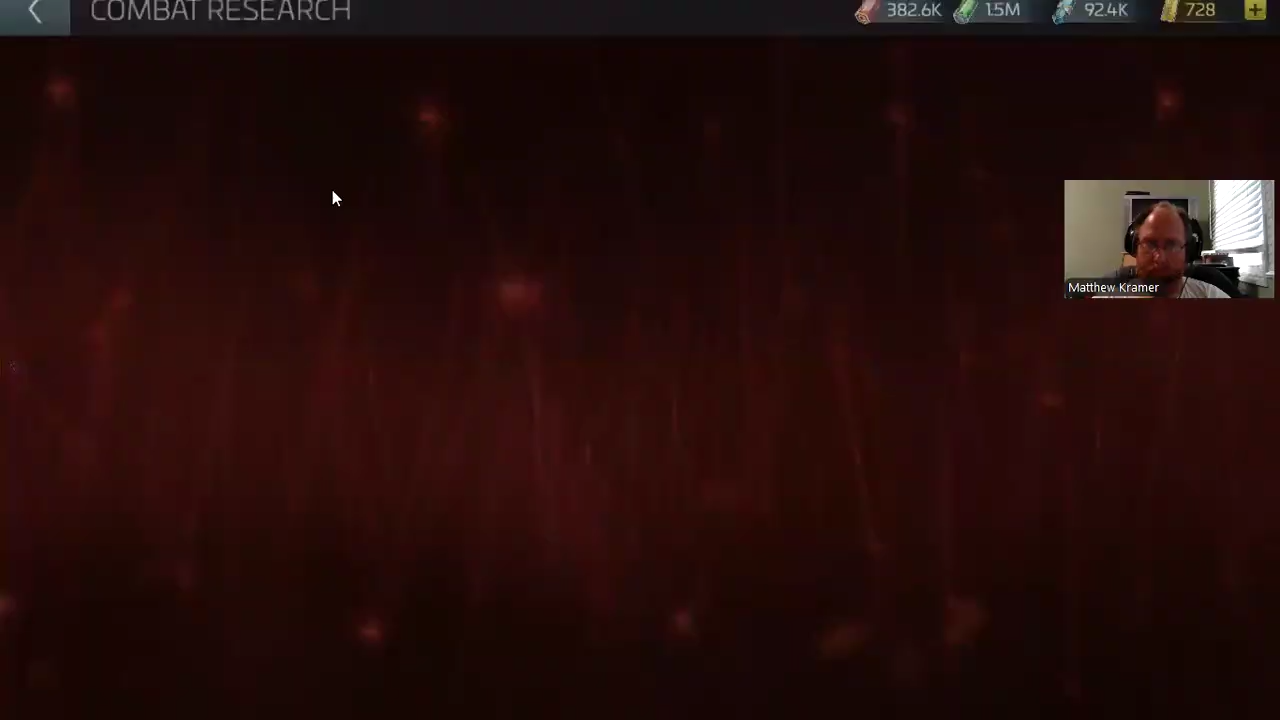 COMBAT RESEARCH
382.6K
1.5M
92.4K
728
Matthew Kramer